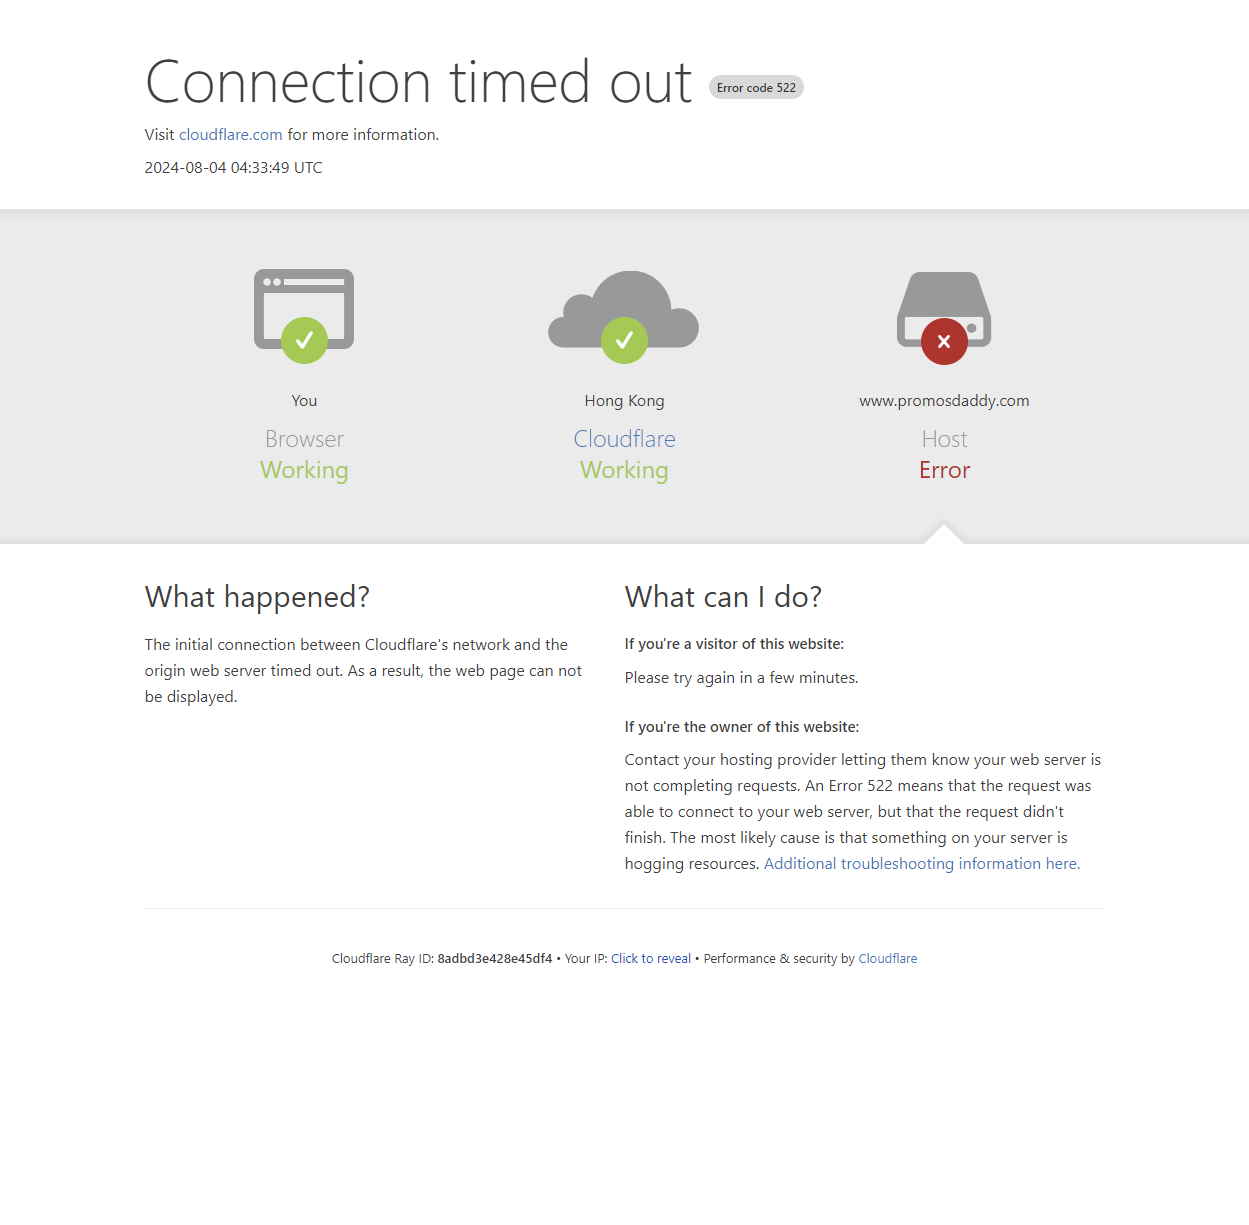 Connection timed out Error code 522
Visit cloudflare.com for more information.
2024-08-04 04:33:49 UTC
You
Browser
Working
Hong Kong
Cloudflare
Working
www.promosdaddy.com
Host
Error
What happened?
The initial connection between Cloudflare's network and the
origin web server timed out. As a result, the web page can not
be displayed.
What can I do?
If you're a visitor of this website:
Please try again in a few minutes.
If you're the owner of this website:
Contact your hosting provider letting them know your web server is
not completing requests. An Error 522 means that the request was
able to connect to your web server, but that the request didn't
finish. The most likely cause is that something on your server is
hogging resources. Additional troubleshooting information here.
Cloudflare Ray ID: 8adbd3e428e45df4 • Your IP: Click to reveal • Performance & security by Cloudflare